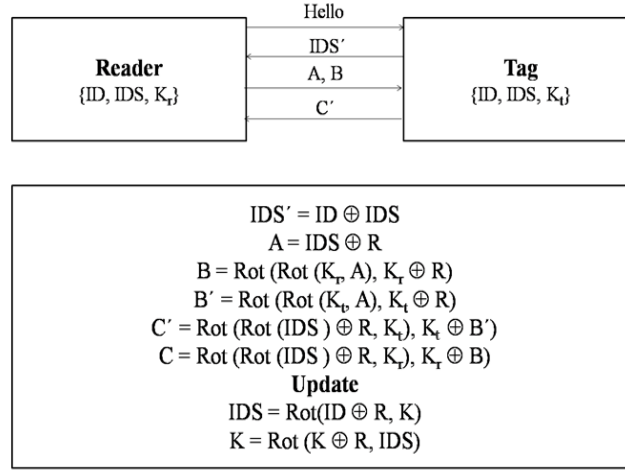 Hello
IDS´
A, B
C´
Reader
{ID, IDS, Kr}
Tag
{ID, IDS, Kt}
IDS´ = ID ⊕ IDS
A = IDS ⊕ R
B = Rot (Rot (Kr, A), Kr ⊕ R)
B´ = Rot (Rot (Kt, A), Kt ⊕ R)
C´ = Rot (Rot (IDS ) ⊕ R, Kt), Kt ⊕ B´)
C = Rot (Rot (IDS ) ⊕ R, Kr), Kr ⊕ B)
Update
IDS = Rot(ID ⊕ R, K)
K = Rot (K ⊕ R, IDS)